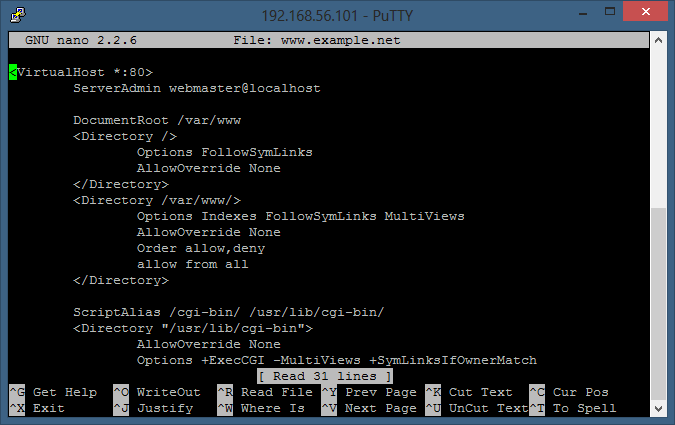 192.168.56.101 - PuTTY
GNU nano 2.2.6 File: www.example.net
<VirtualHost *:80>
ServerAdmin webmaster@localhost
DocumentRoot /var/www
<Directory />
Options FollowSymLinks
AllowOverride None
</Directory>
<Directory /var/www/>
Options Indexes FollowSymLinks MultiViews
AllowOverride None
Order allow,deny
allow from all
</Directory>
ScriptAlias /cgi-bin/ /usr/lib/cgi-bin/
<Directory "/usr/lib/cgi-bin">
AllowOverride None
Options +ExecCGI -MultiViews +SymLinksIfOwnerMatch
[ Read 31 lines ]
^G Get Help ^O WriteOut ^R Read File ^Y Prev Page ^K Cut Text ^C Cur Pos
^X Exit ^J Justify ^W Where Is ^V Next Page ^U UnCut Text ^T To Spell